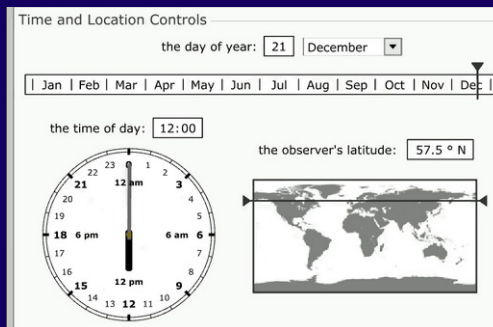 Time and Location Controls
the day of year: 21 December
| Jan | Feb | Mar | Apr | May | Jun | Jul | Aug | Sep | Oct | Nov | Dec |
the time of day: 12:00
the observer's latitude: 57.5 ° N
23 0 1
22 2
21 12 am 3
20 4
19 5
18 6 pm 6 am 6
17 7
16 8
15 12 pm 9
14 13 12 11 10